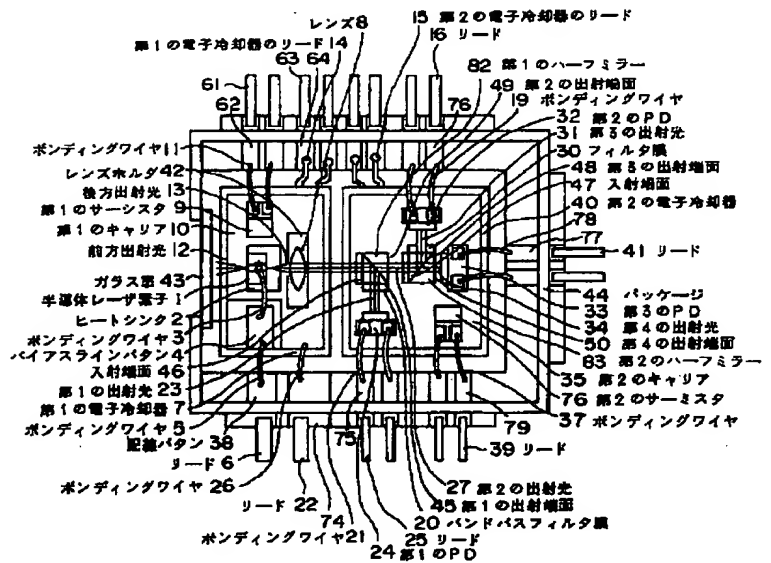 レンズ8
15 第2の電子冷却器のリード
第1の電子冷却器のリード 14
16 リード
61
63
64
82 第1のハーフミラー
49 第2の出射端面
62
76
19 ボンディングワイヤ
32 第2のPD
31 第3の出射光
ボンディングワイヤ11
30 フィルタ膜
レンズホルダ42
48 第3の出射端面
後方出射光 13
47 入射端面
第1のサーシスタ 9
40 第2の電子冷却器
第1のキャリア10
78
77
前方出射光 12
41 リード
ガラス窓 43
44 パッケージ
半導体レーザ素子 1
33 第3のPD
ヒートシンク 2
34 第4の出射光
ボンディングワイヤ3
50 第4の出射端面
バイアスラインパタン 4
83 第2のハーフミラー
入射端面 46
35 第2のキャリア
第1の出射光 23
76 第2のサーミスタ
第1の電子冷却器 7
37 ボンディングワイヤ
ボンディングワイヤ 5
75
79
配線パタン 38
リード 6
39 リード
ボンディングワイヤ 26
27 第2の出射光
リード 22
45 第1の出射端面
74
20 バンドパスフィルタ膜
ボンディングワイヤ21
25 リード
24 第1のPD